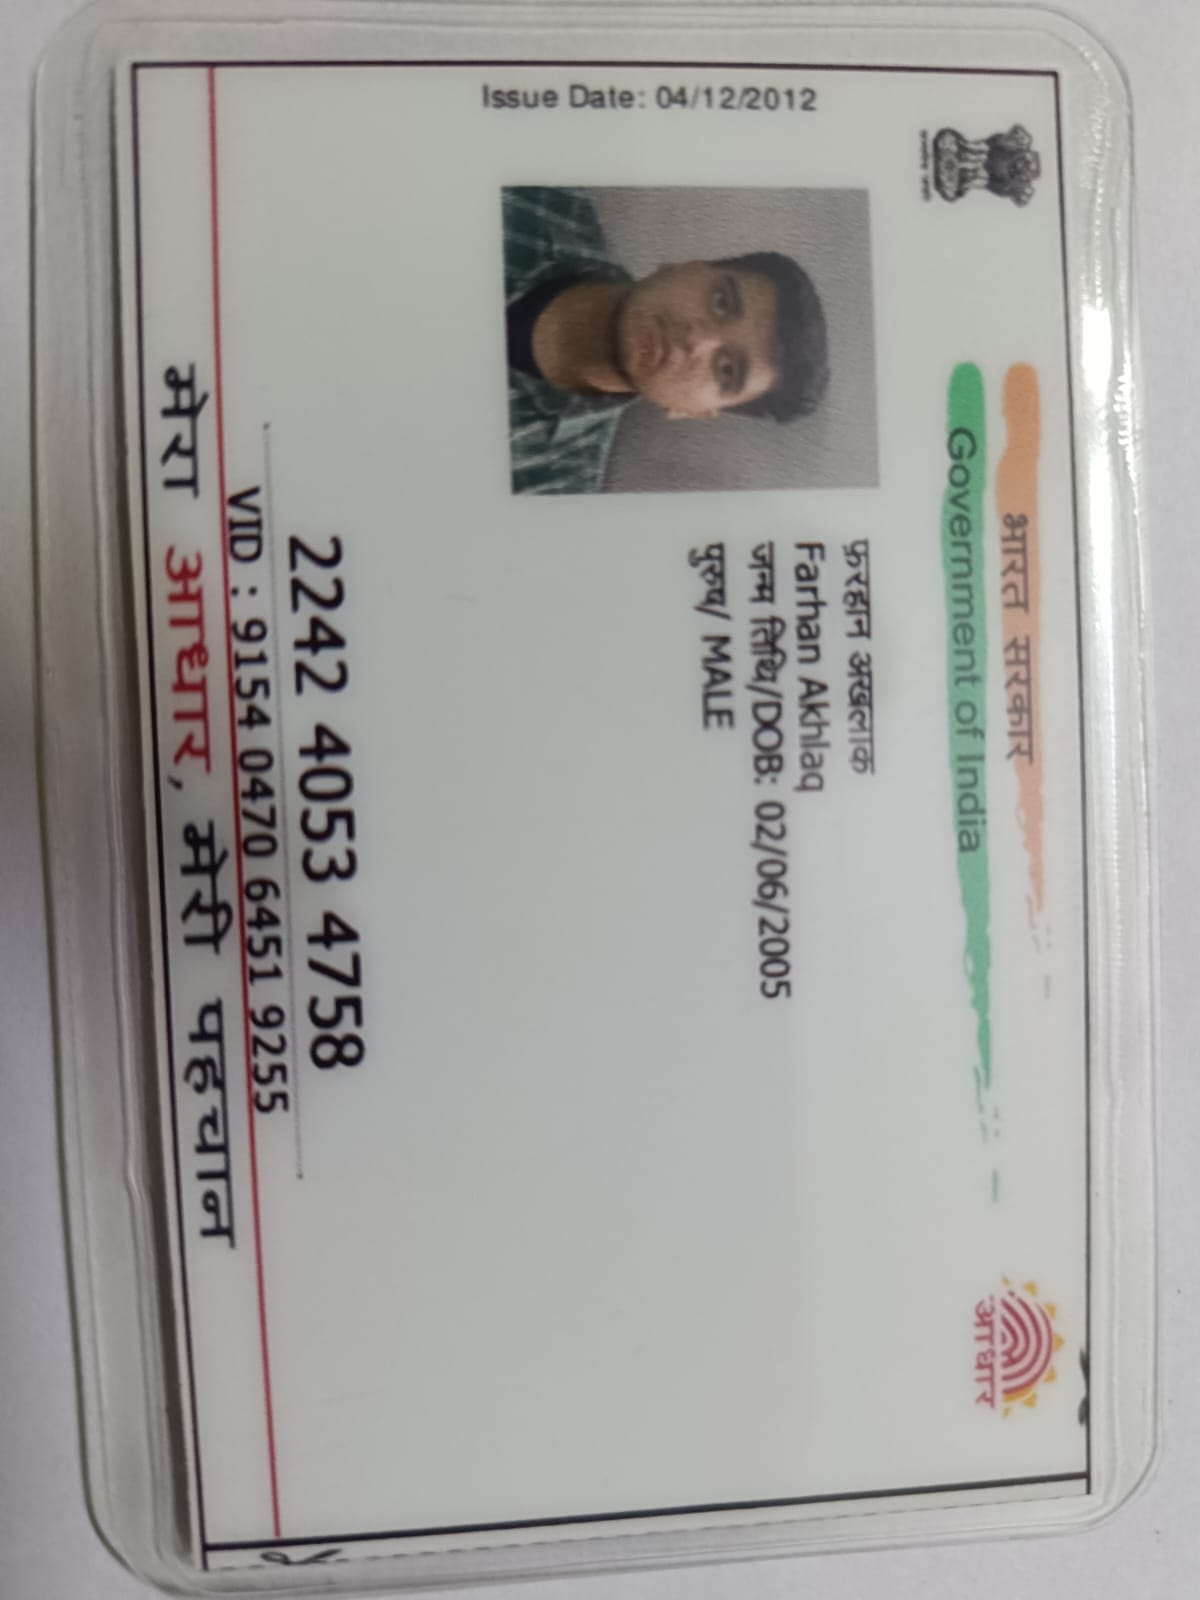 भारत सरकार
Government of India
Issue Date: 04/12/2012
फ़रहान अखलाक
Farhan Akhlaq
जन्म तिथि/DOB: 02/06/2005
पुरुष/ MALE
आधार
2242 4053 4758
VID : 9154 0470 6451 9255
मेरा आधार, मेरी पहचान